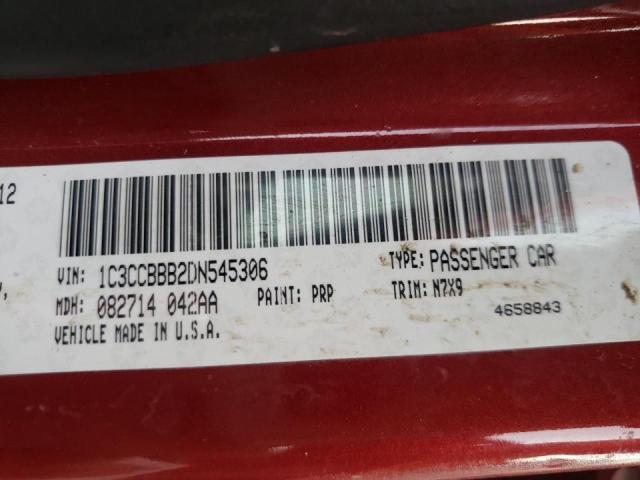 12
VIN: 1C3CCBBB2DN545306
TYPE: PASSENGER CAR
MDH: 082714 042AA
PAINT: PRP
TRIM: N7X9
VEHICLE MADE IN U.S.A.
4658843